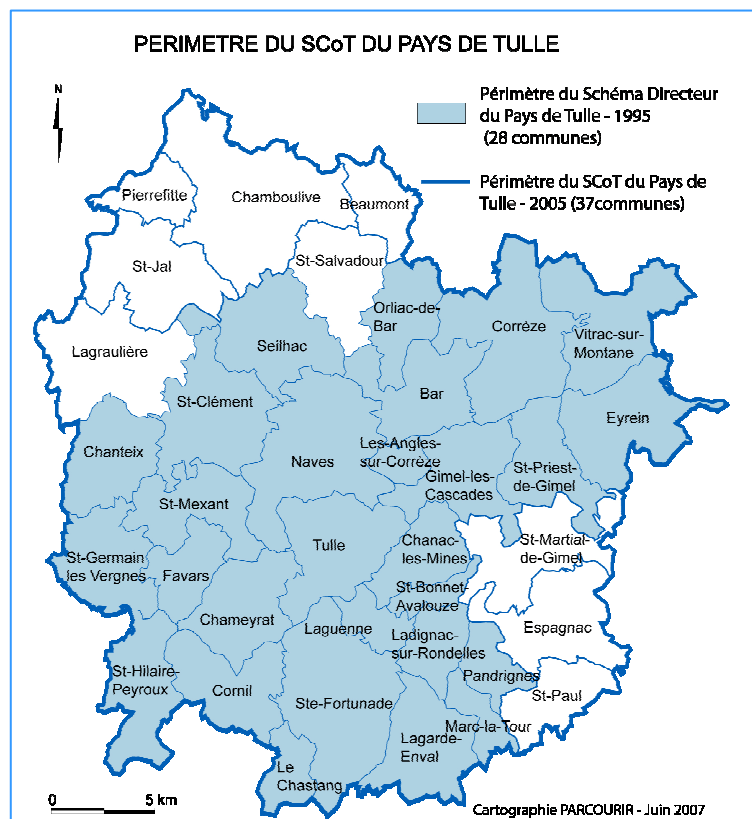 PERIMETRE DU SCoT DU PAYS DE TULLE
N
Périmètre du Schéma Directeur
du Pays de Tulle - 1995
(28 communes)
Périmètre du SCoT du Pays de
Tulle - 2005 (37communes)
Pierrefitte
Chamboulive
Beaumont
St-Jal
St-Salvadour
Orliac-de-
Bar
Corrèze
Vitrac-sur-
Montane
Lagraulière
Seilhac
St-Clément
Bar
Eyrein
Chanteix
Naves
Les-Angles-
sur-Corrèze
Gimel-les-
Cascades
St-Priest-
de-Gimel
St-Mexant
Tulle
Chanac-
les-Mines
St-Martial-
de-Gimel
St-Germain
les Vergnes
Favars
St-Bonnet-
Avalouze
Chameyrat
Laguenne
Ladignac-
sur-Rondelles
Espagnac
St-Hilaire-
Peyroux
Cornil
Ste-Fortunade
Pandrignes
St-Paul
Marc-la-Tour
Lagarde-
Enval
Le
Chastang
0
5 km
Cartographie PARCOURIR - Juin 2007